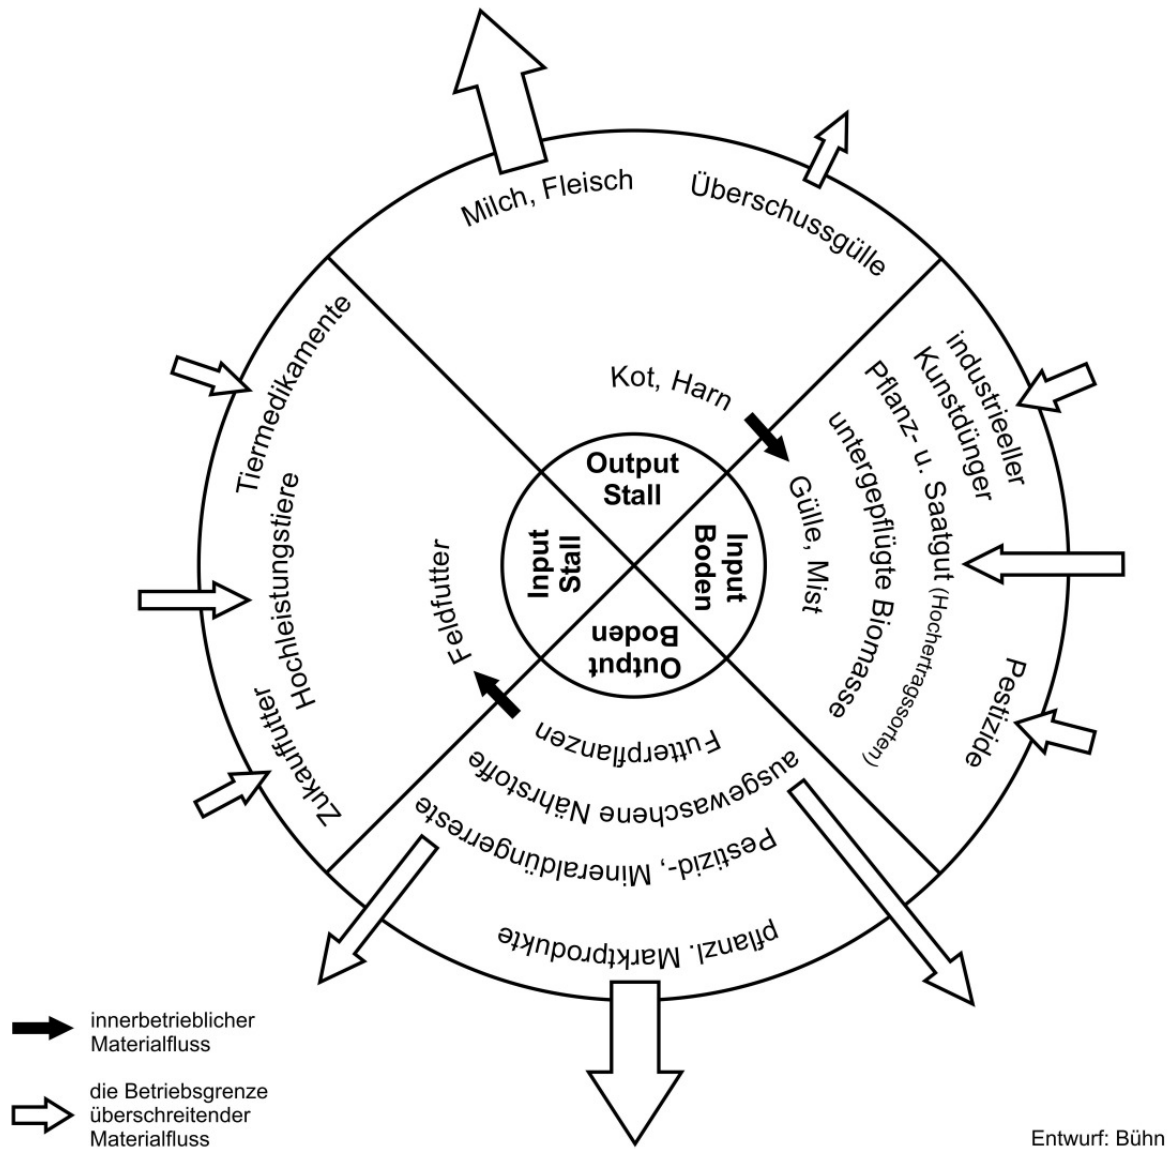 Milch, Fleisch
Überschussgülle
Kot, Harn
Output
Stall
Tiermedikamente
Hochleistungstiere
Zukauffutter
Feldfutter
Input
Stall
Input
Boden
Gülle, Mist
untergepflügte Biomasse
Pflanz- u. Saatgut (Hochertragssorten)
industrieeller
Kunstdünger
Pestizide
Output
Boden
Futterpflanzen
ausgewaschene Nährstoffe
Pestizid-, Mineraldüngerreste
pflanzl. Marktprodukte
innerbetrieblicher
Materialfluss
die Betriebsgrenze
überschreitender
Materialfluss
Entwurf: Bühn